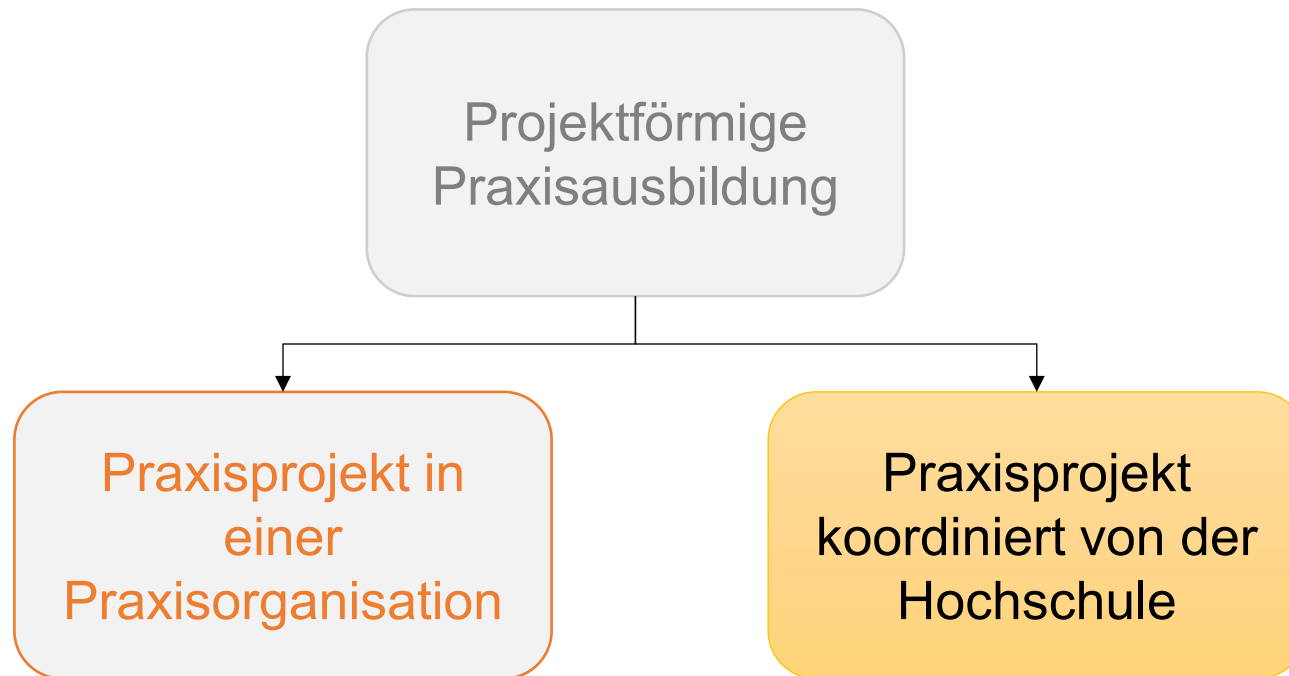 Projektförmige
Praxisausbildung
Praxisprojekt in
einer
Praxisorganisation
Praxisprojekt
koordiniert von der
Hochschule